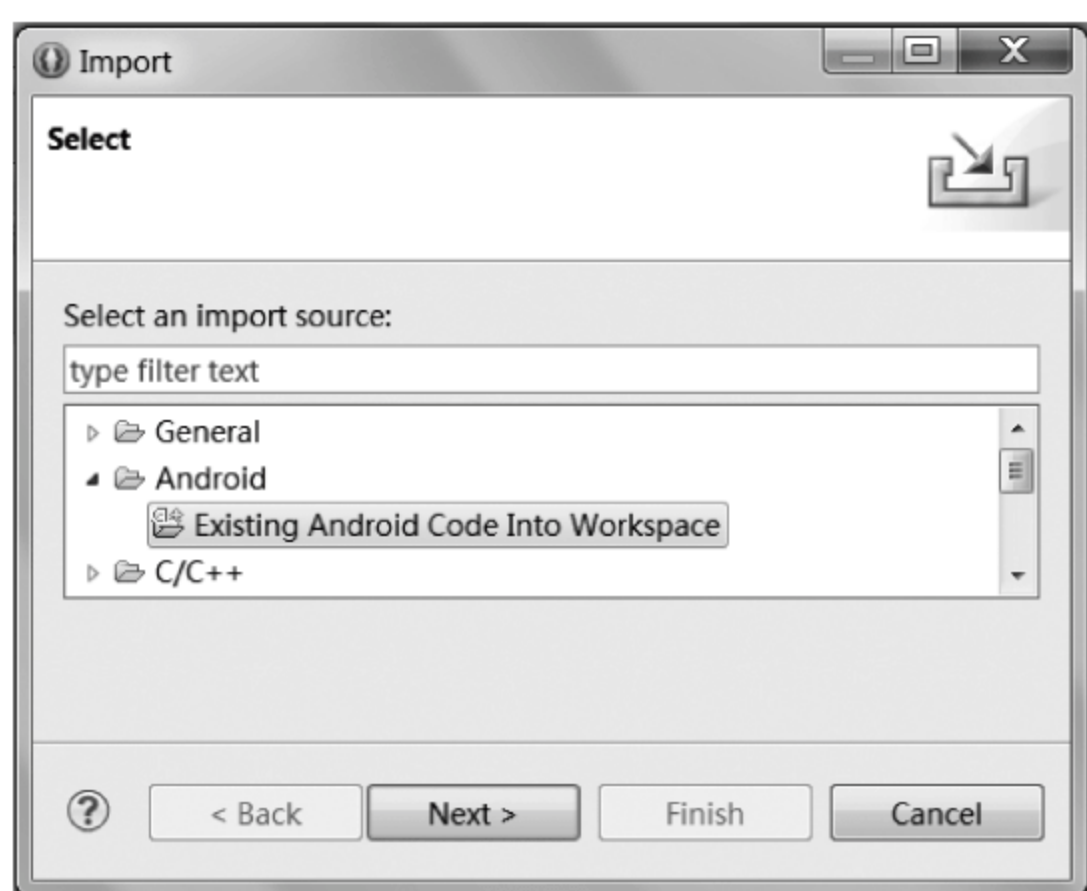 Import
Select
Select an import source:
type filter text
General
Android
Existing Android Code Into Workspace
C/C++
? < Back Next > Finish Cancel